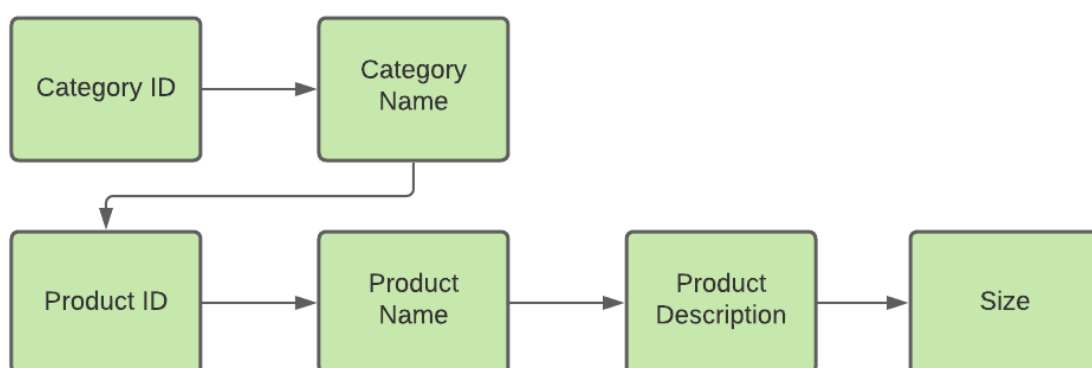 Category ID
Category
Name
Product ID
Product
Name
Product
Description
Size